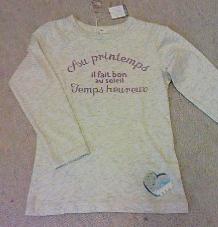 Au printemps
il fait bon
au soleil
Temps heureux